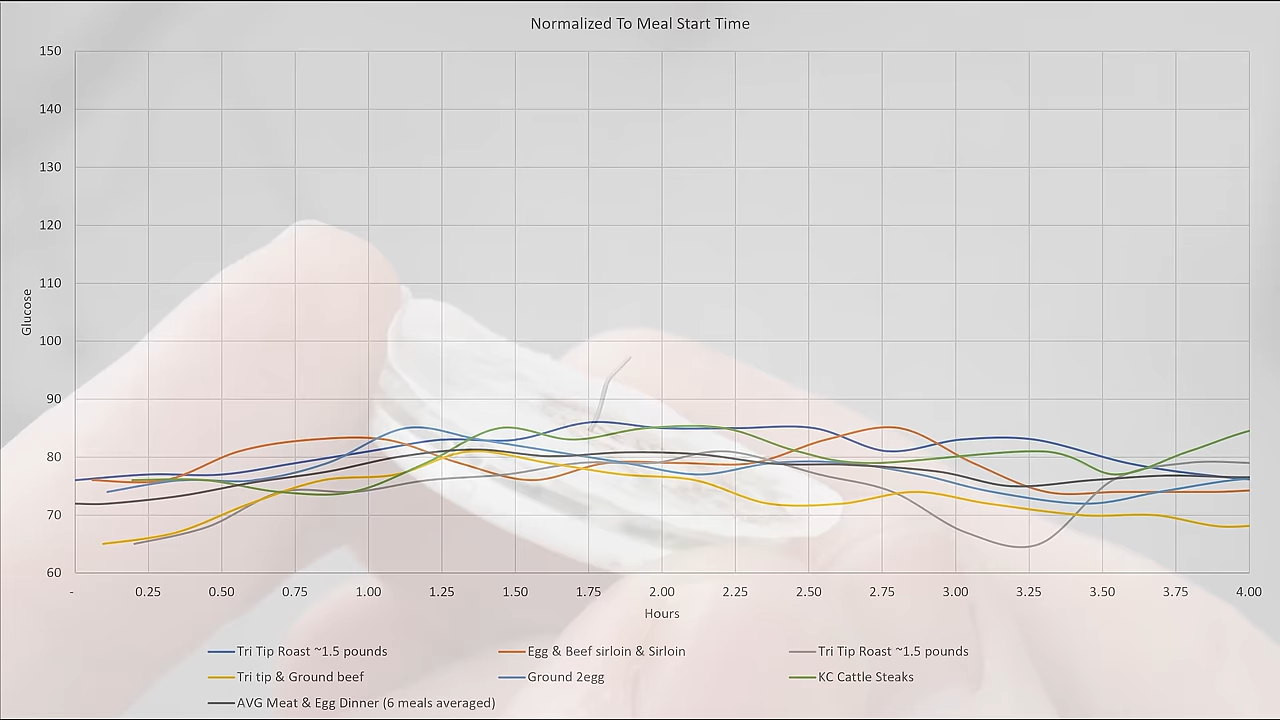 Normalized To Meal Start Time
150
140
130
120
110
100
90
80
70
60
Glucose
- 0.25 0.50 0.75 1.00 1.25 1.50 1.75 2.00 2.25 2.50 2.75 3.00 3.25 3.50 3.75 4.00
Hours
Tri Tip Roast ~1.5 pounds Egg & Beef sirloin & Sirloin Tri Tip Roast ~1.5 pounds
Tri tip & Ground beef Ground 2egg KC Cattle Steaks
AVG Meat & Egg Dinner (6 meals averaged)